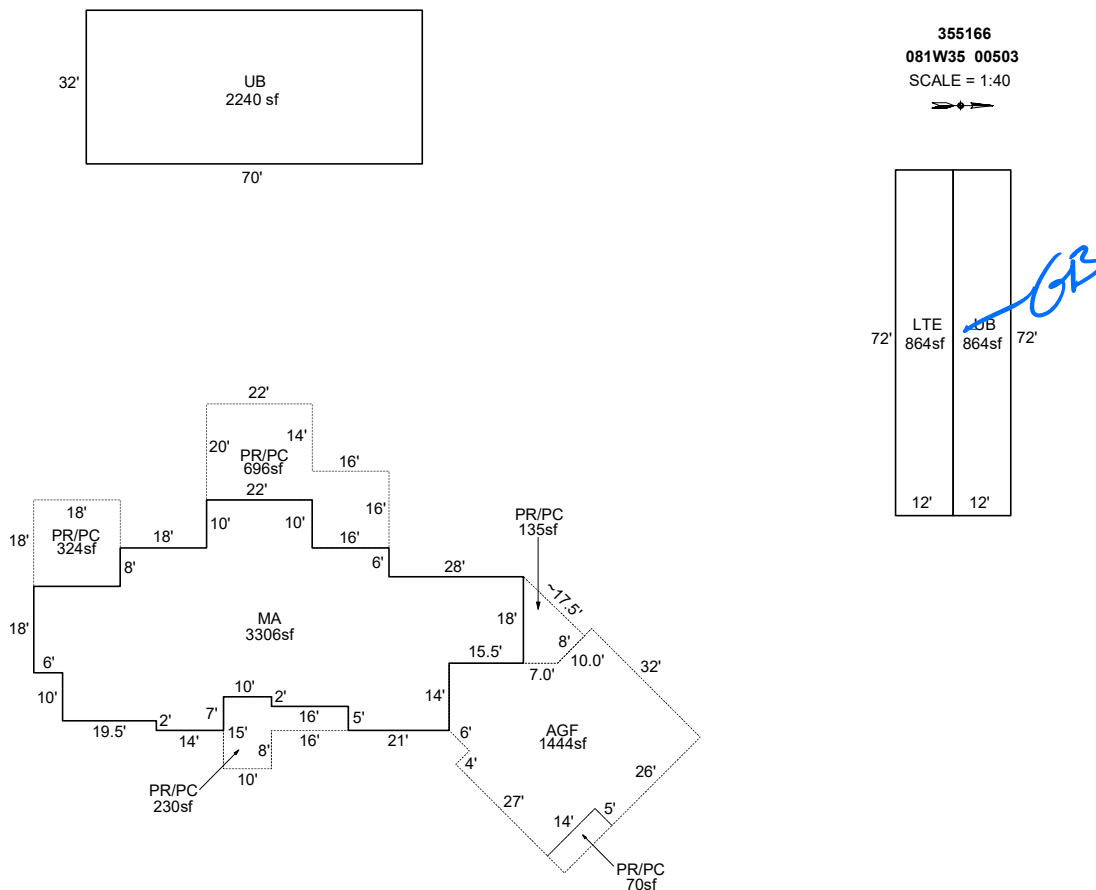 355166
081W35 00503
SCALE = 1:40
32'
UB
2240 sf
70'
72'
LTE
864sf
UB
864sf
72'
12'
12'
22'
20'
14'
PR/PC
696sf
16'
22'
16'
18'
18'
PR/PC
324sf
18'
10'
10'
16'
8'
6'
28'
PR/PC
135sf
~17.5'
18'
MA
3306sf
18'
8'
15.5'
7.0'
10.0'
32'
6'
10'
10'
2'
14'
7'
16'
5'
19.5'
2'
14'
15'
8'
16'
21'
6'
4'
AGF
1444sf
10'
26'
PR/PC
230sf
27'
14'
5'
PR/PC
70sf